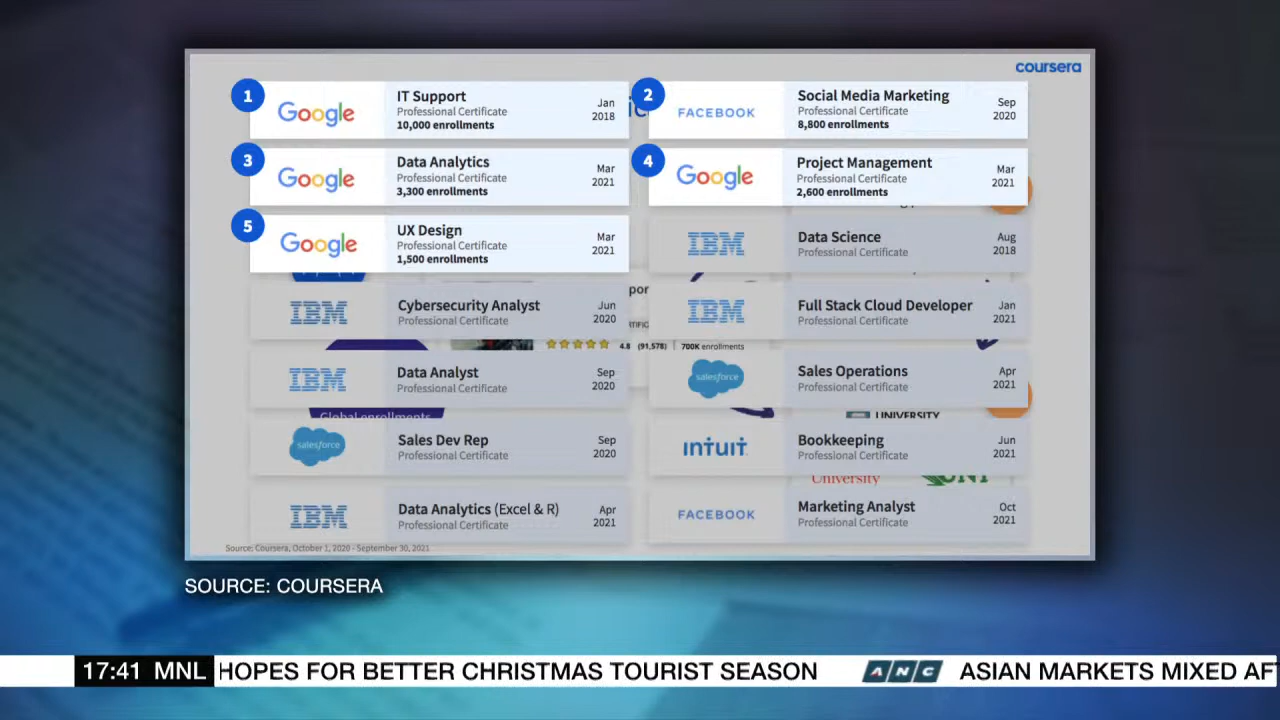 coursera
1
Google
IT Support
Professional Certificate
10,000 enrollments
Jan
2018
2
FACEBOOK
Social Media Marketing
Professional Certificate
8,800 enrollments
Sep
2020
3
Google
Data Analytics
Professional Certificate
3,300 enrollments
Mar
2021
4
Google
Project Management
Professional Certificate
2,600 enrollments
Mar
2021
5
Google
UX Design
Professional Certificate
1,500 enrollments
Mar
2021
IBM
Data Science
Professional Certificate
Aug
2018
IBM
Cybersecurity Analyst
Professional Certificate
Jun
2020
IBM
Full Stack Cloud Developer
Professional Certificate
Jan
2021
4.8 (91,578) | 700K enrollments
IBM
Data Analyst
Professional Certificate
Sep
2020
salesforce
Sales Operations
Professional Certificate
Apr
2021
Global enrollments
UNIVERSITY
salesforce
Sales Dev Rep
Professional Certificate
Sep
2020
INTUIT
Bookkeeping
Professional Certificate
Jun
2021
University
IBM
Data Analytics (Excel & R)
Professional Certificate
Apr
2021
FACEBOOK
Marketing Analyst
Professional Certificate
Oct
2021
Source: Coursera, October 1, 2020 - September 30, 2021
SOURCE: COURSERA
17:41 MNL HOPES FOR BETTER CHRISTMAS TOURIST SEASON ANC ASIAN MARKETS MIXED AF